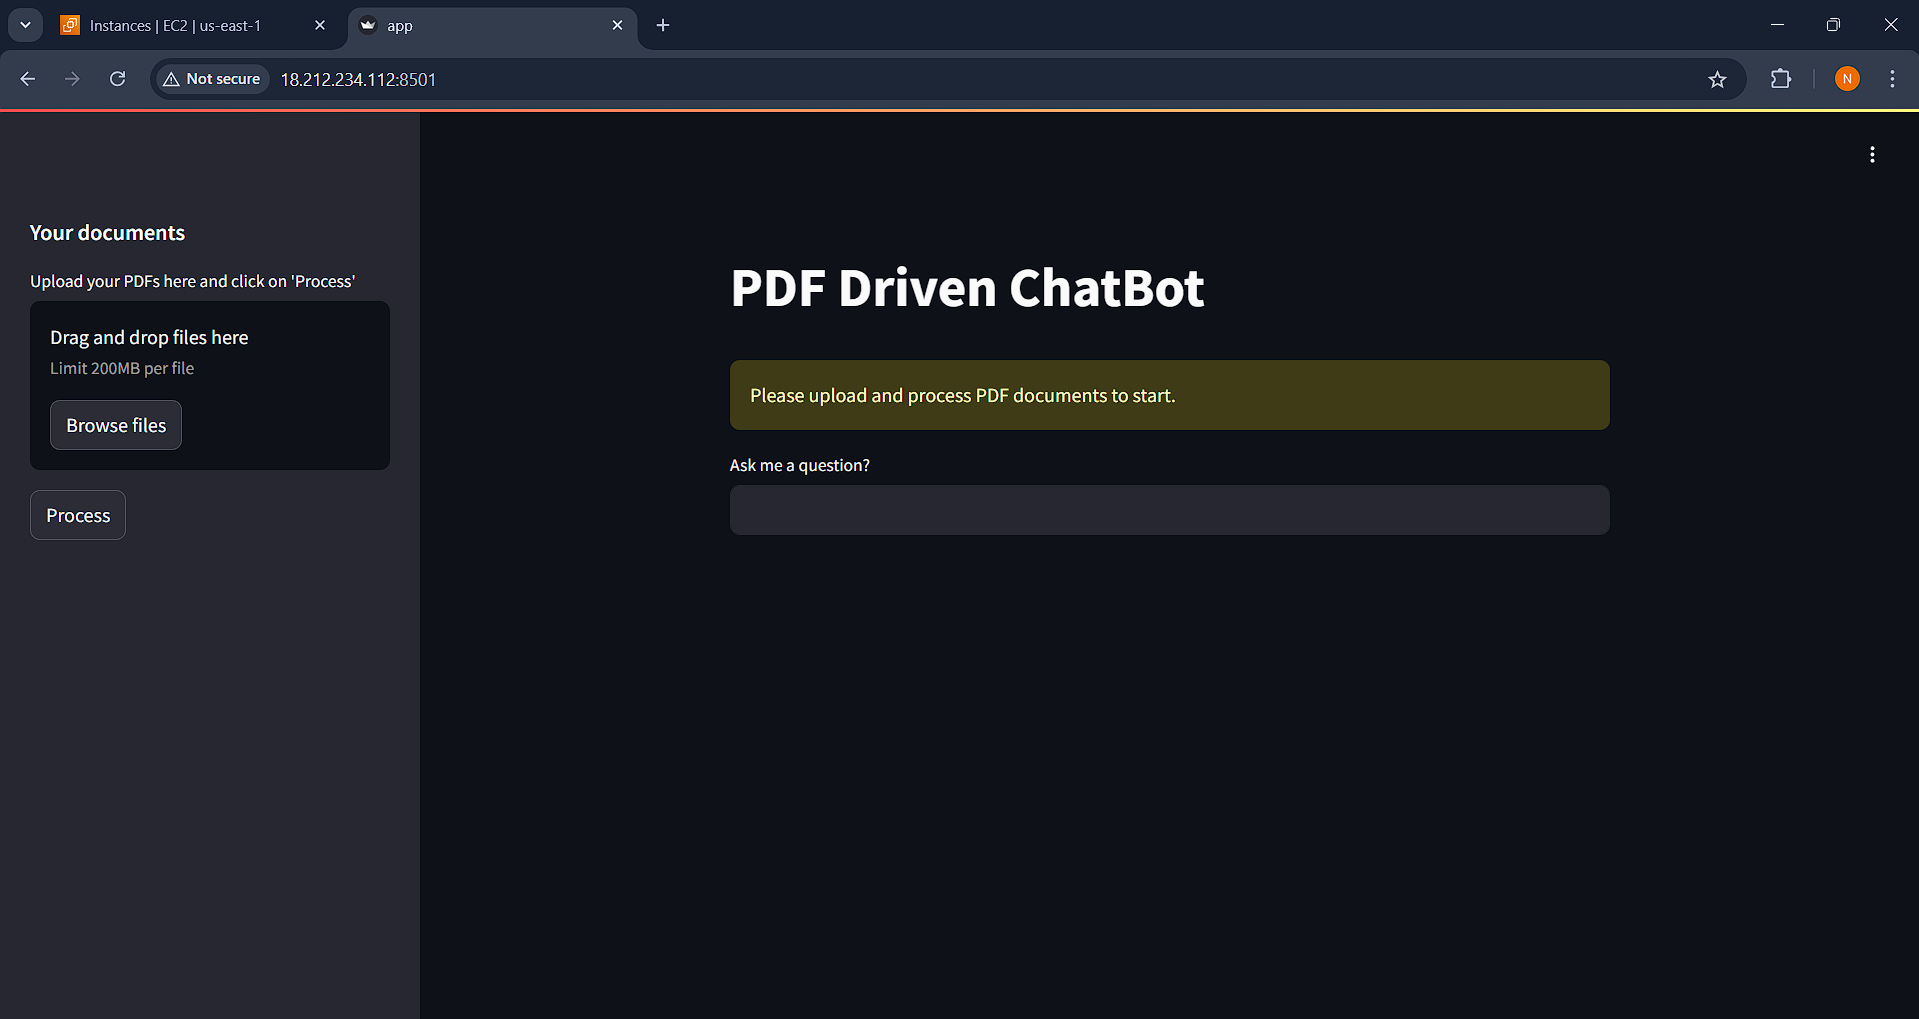 Instances | EC2 | us-east-1
app
Not secure
18.212.234.112:8501
N
Your documents
Upload your PDFs here and click on 'Process'
Drag and drop files here
Limit 200MB per file
Browse files
Process
PDF Driven ChatBot
Please upload and process PDF documents to start.
Ask me a question?